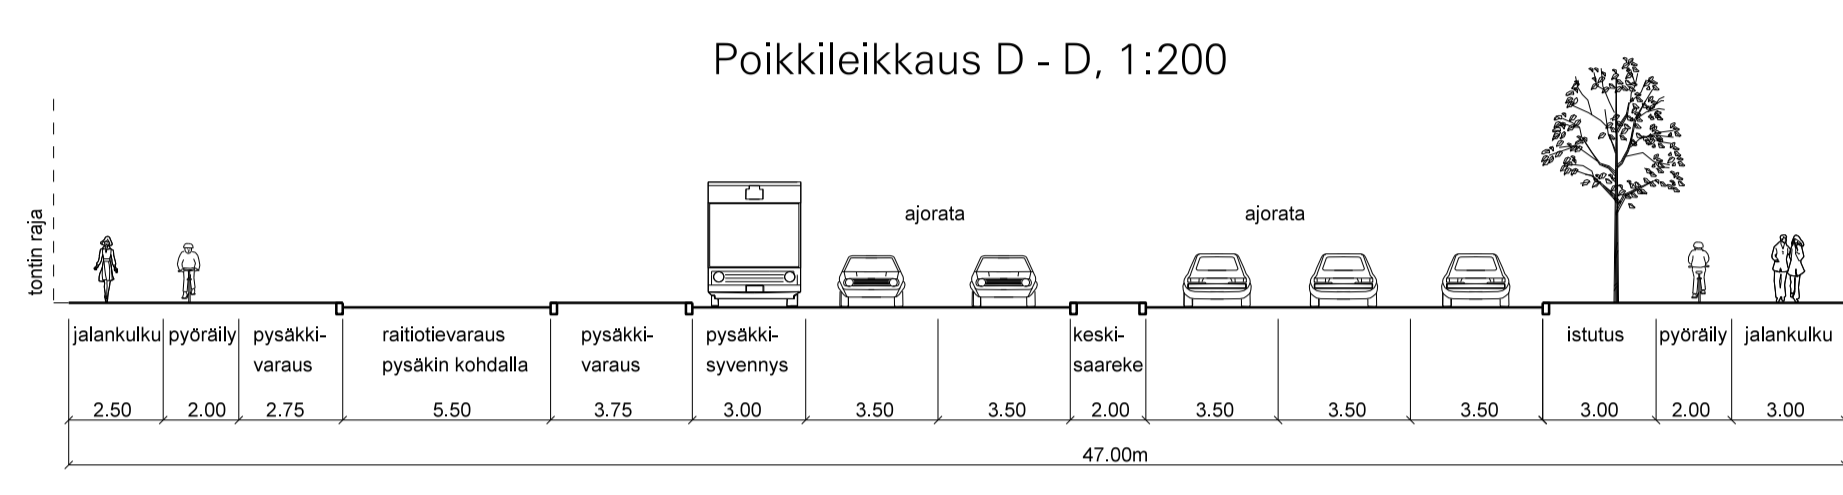 Poikkileikkaus D - D, 1:200
tontin raja
ajorata ajorata
jalankulku pyöräily pysäkki- raitiotievaraus pysäkki- pysäkki- keski- istutus pyöräily jalankulku
varaus pysäkin kohdalla varaus syvennys saareke
2.50 2.00 2.75 5.50 3.75 3.00 3.50 3.50 2.00 3.50 3.50 3.50 3.00 2.00 3.00
47.00m